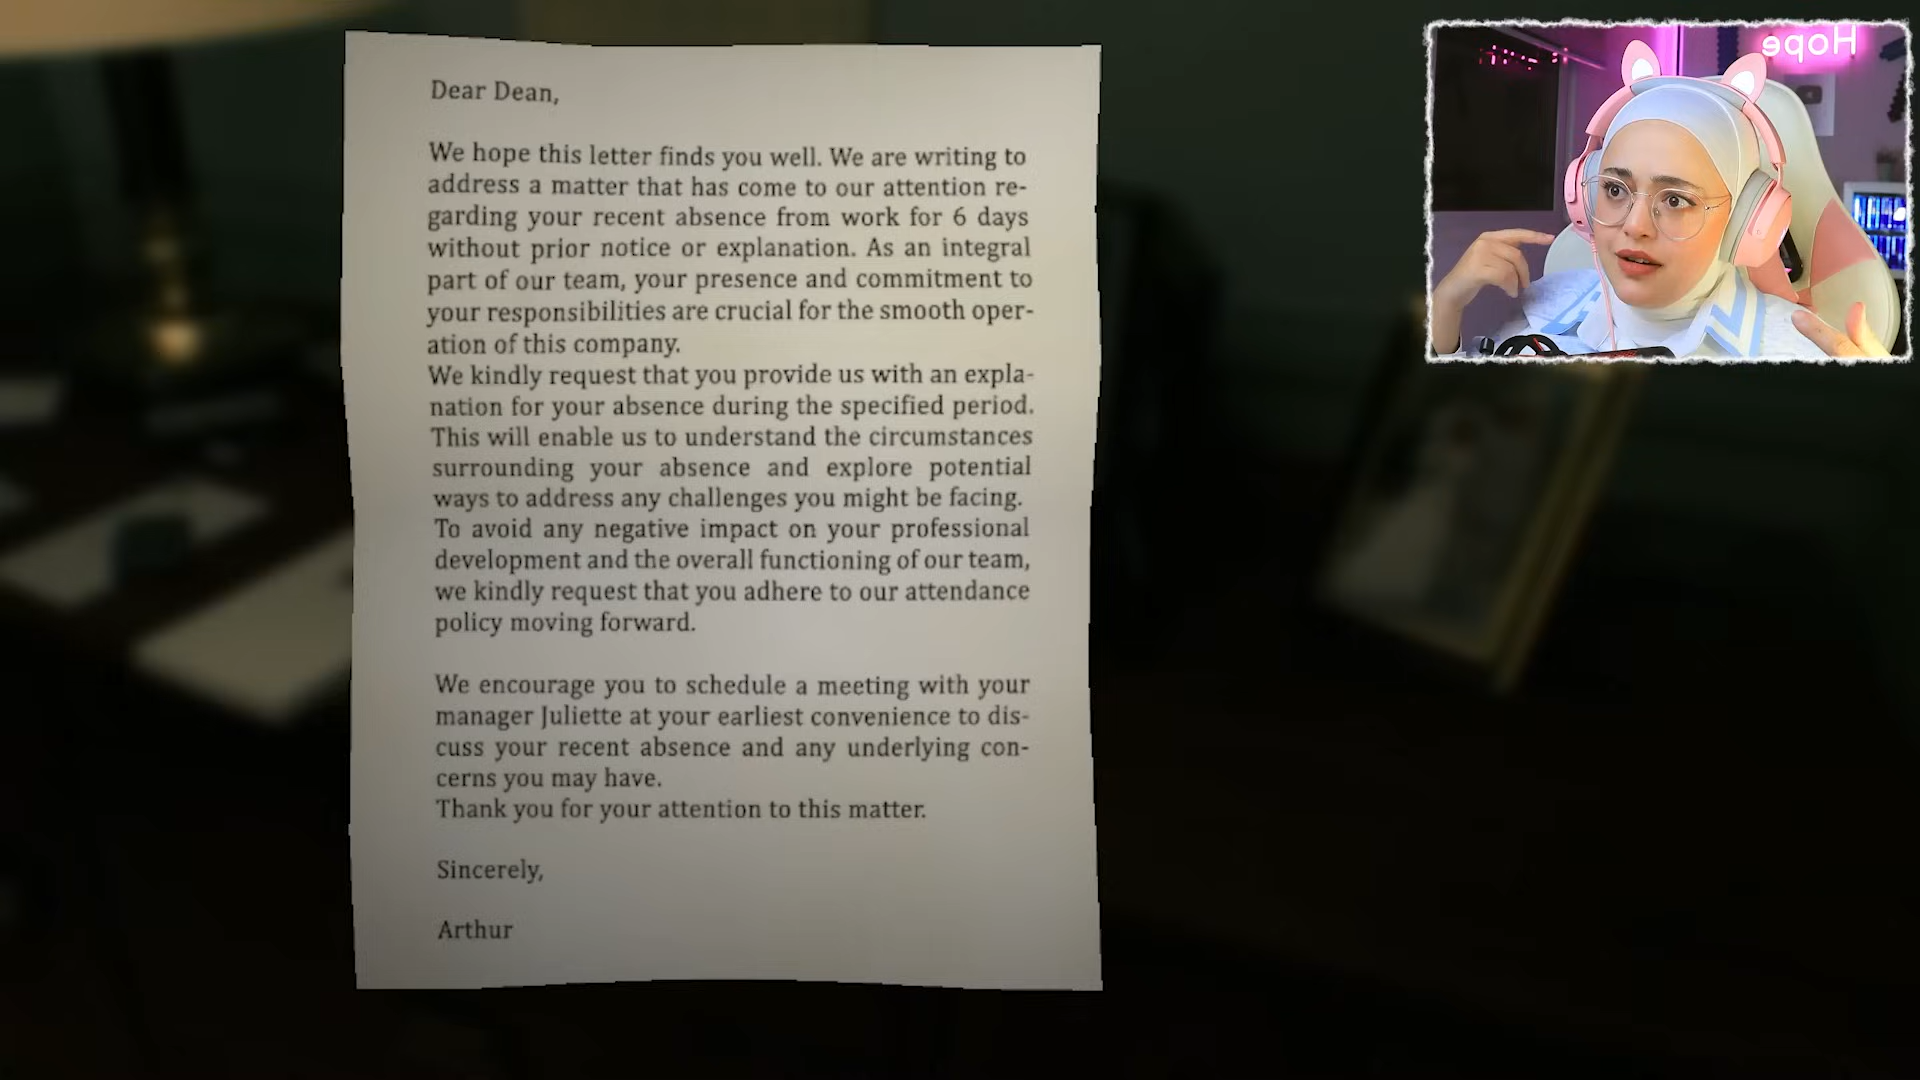 Dear Dean,
We hope this letter finds you well. We are writing to
address a matter that has come to our attention re-
garding your recent absence from work for 6 days
without prior notice or explanation. As an integral
part of our team, your presence and commitment to
your responsibilities are crucial for the smooth oper-
ation of this company.
We kindly request that you provide us with an expla-
nation for your absence during the specified period.
This will enable us to understand the circumstances
surrounding your absence and explore potential
ways to address any challenges you might be facing.
To avoid any negative impact on your professional
development and the overall functioning of our team,
we kindly request that you adhere to our attendance
policy moving forward.
We encourage you to schedule a meeting with your
manager Juliette at your earliest convenience to dis-
cuss your recent absence and any underlying con-
cerns you may have.
Thank you for your attention to this matter.
Sincerely,
Arthur
Hope